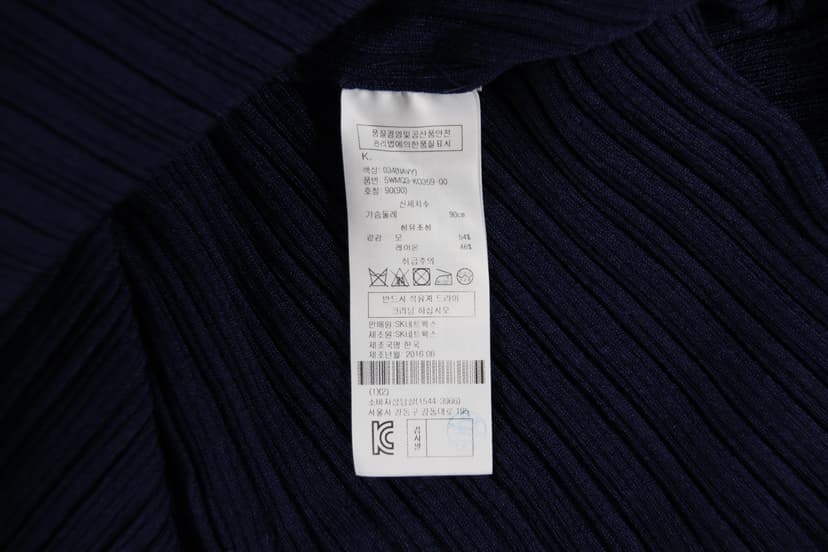 품질경영및공산품안전
관리법에의한품질표시
K.
색상: 034(NAVY)
품번: 5WMQ3-K0359-00
호칭: 90(90)
신체치수
가슴둘레 90cm
섬유조성
겉감 모 54%
레이온 46%
취급주의
반드시 석유계 드라이
크리닝 하십시오
판매원:SK네트웍스
제조원:SK네트웍스
제조국명:한국
제조년월: 2016.06
(1)(2)
소비자상담실(1544-3966)
서울시 강동구 상동대로 195
검사필